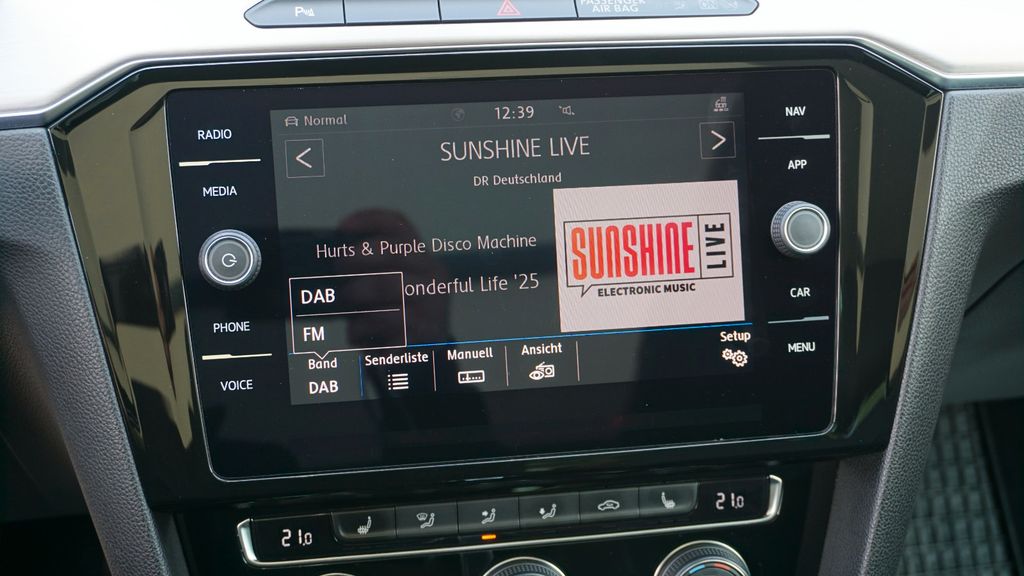 P
PASSENGER
AIR BAG
RADIO
MEDIA
PHONE
VOICE
Normal
12:39
< SUNSHINE LIVE >
DR Deutschland
Hurts & Purple Disco Machine
onderful Life '25
SUNSHINE
LIVE
ELECTRONIC MUSIC
DAB
FM
Band
DAB
Senderliste
Manuell
Ansicht
Setup
NAV
APP
CAR
MENU
21.0
21.0